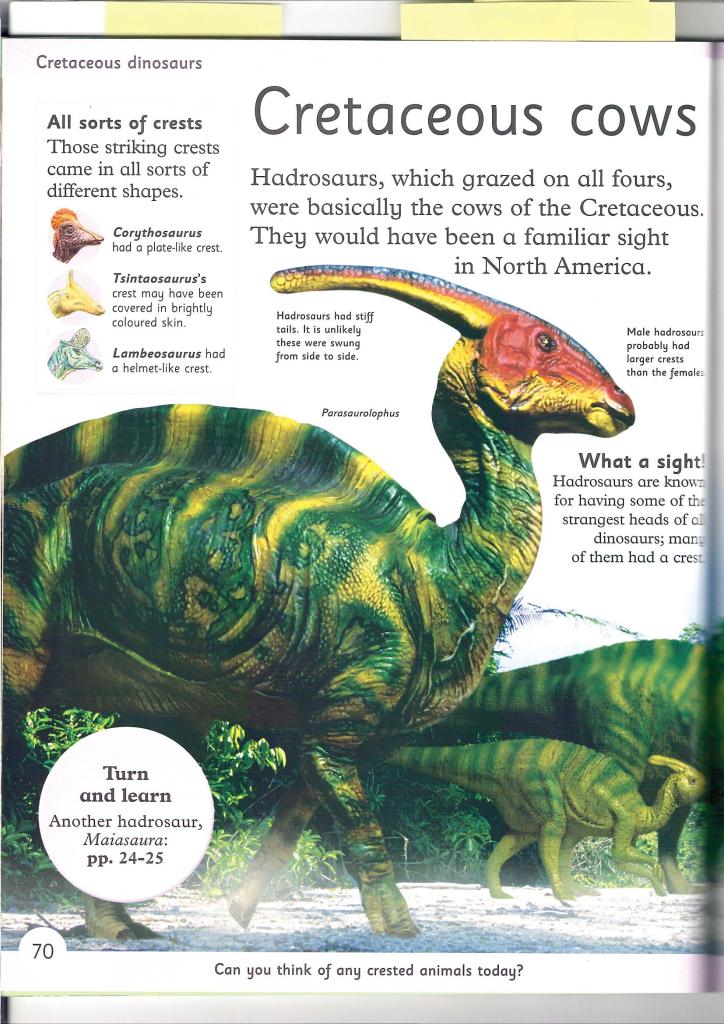 Cretaceous dinosaurs
Cretaceous cows
Hadrosaurs, which grazed on all fours,
were basically the cows of the Cretaceous.
They would have been a familiar sight
in North America.
All sorts of crests
Those striking crests
came in all sorts of
different shapes.
Corythosaurus
had a plate-like crest.
Tsintaosaurus's
crest may have been
covered in brightly
coloured skin.
Lambeosaurus had
a helmet-like crest.
Hadrosaurs had stiff
tails. It is unlikely
these were swung
from side to side.
Male hadrosaurs
probably had
larger crests
than the females.
Parasaurolophus
What a sight!
Hadrosaurs are known
for having some of the
strangest heads of all
dinosaurs; many
of them had a crest.
Turn
and learn
Another hadrosaur,
Maiasaura:
pp. 24-25
70
Can you think of any crested animals today?